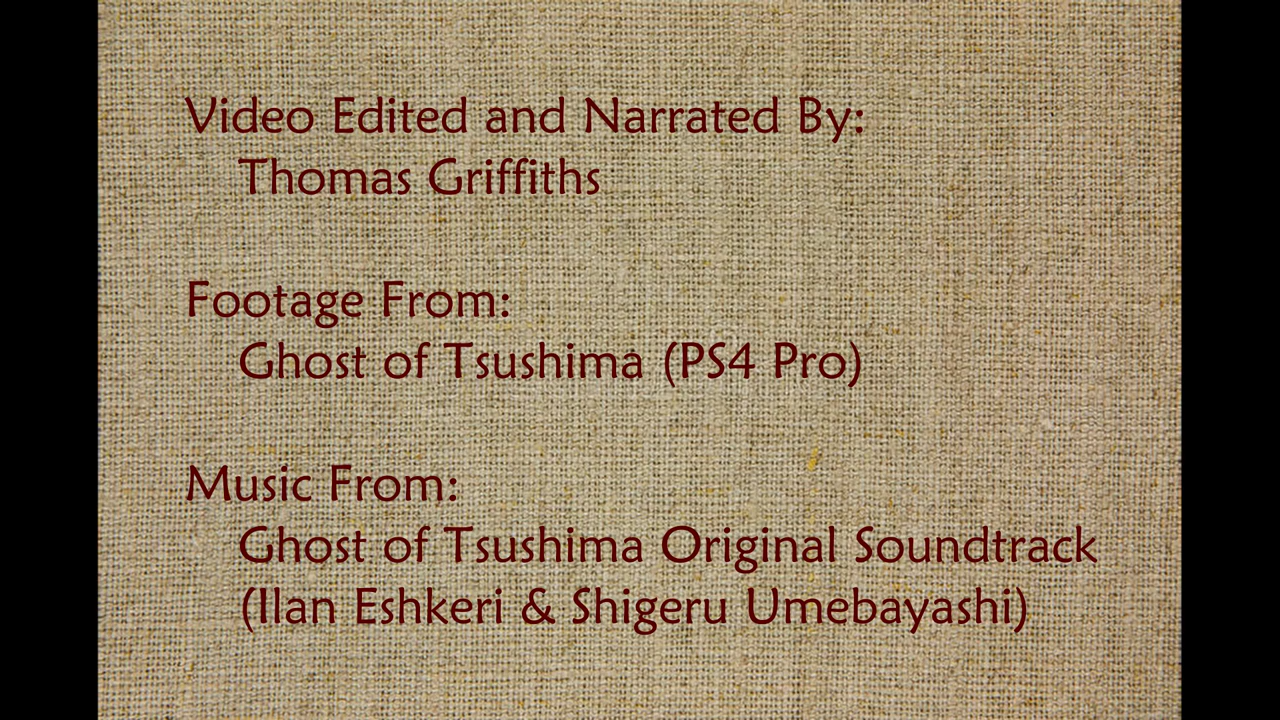 Video Edited and Narrated By:
Thomas Griffiths
Footage From:
Ghost of Tsushima (PS4 Pro)
Music From:
Ghost of Tsushima Original Soundtrack
(Ilan Eshkeri & Shigeru Umebayashi)